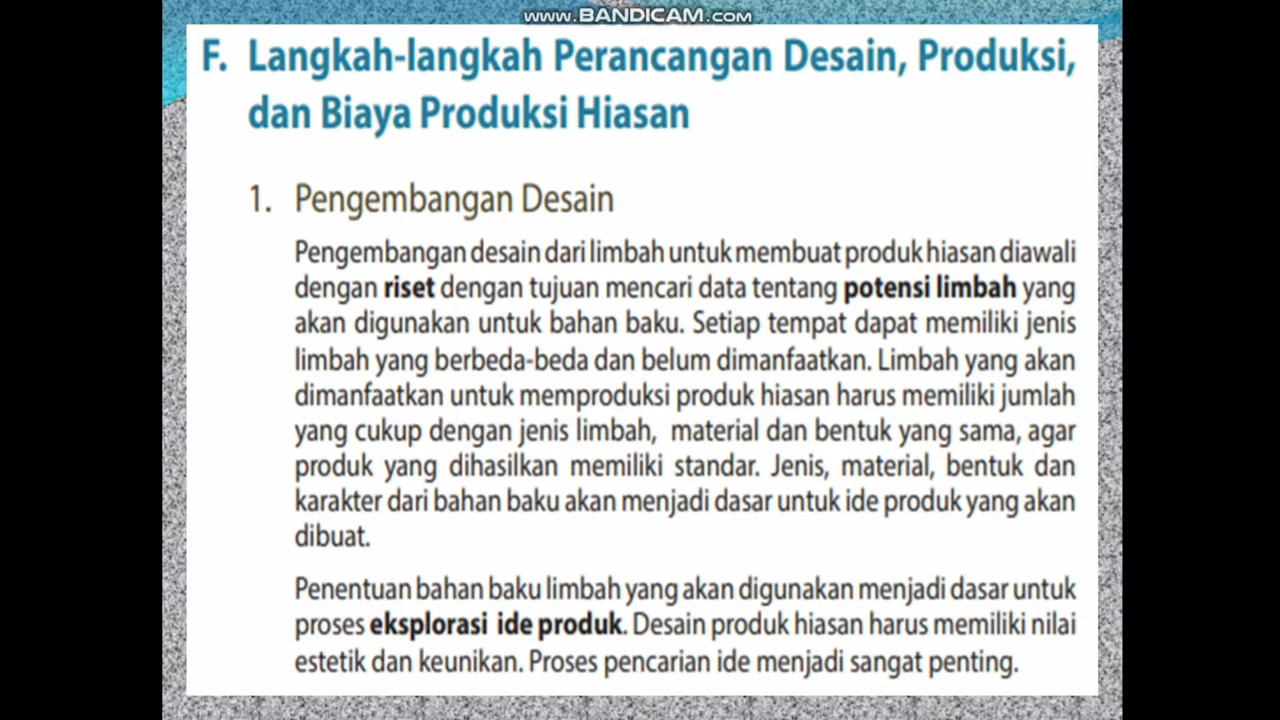 www.BANDICAM.com
F. Langkah-langkah Perancangan Desain, Produksi,
dan Biaya Produksi Hiasan
1. Pengembangan Desain
Pengembangan desain dari limbah untuk membuat produk hiasan diawali
dengan riset dengan tujuan mencari data tentang potensi limbah yang
akan digunakan untuk bahan baku. Setiap tempat dapat memiliki jenis
limbah yang berbeda-beda dan belum dimanfaatkan. Limbah yang akan
dimanfaatkan untuk memproduksi produk hiasan harus memiliki jumlah
yang cukup dengan jenis limbah, material dan bentuk yang sama, agar
produk yang dihasilkan memiliki standar. Jenis, material, bentuk dan
karakter dari bahan baku akan menjadi dasar untuk ide produk yang akan
dibuat.
Penentuan bahan baku limbah yang akan digunakan menjadi dasar untuk
proses eksplorasi ide produk. Desain produk hiasan harus memiliki nilai
estetik dan keunikan. Proses pencarian ide menjadi sangat penting.